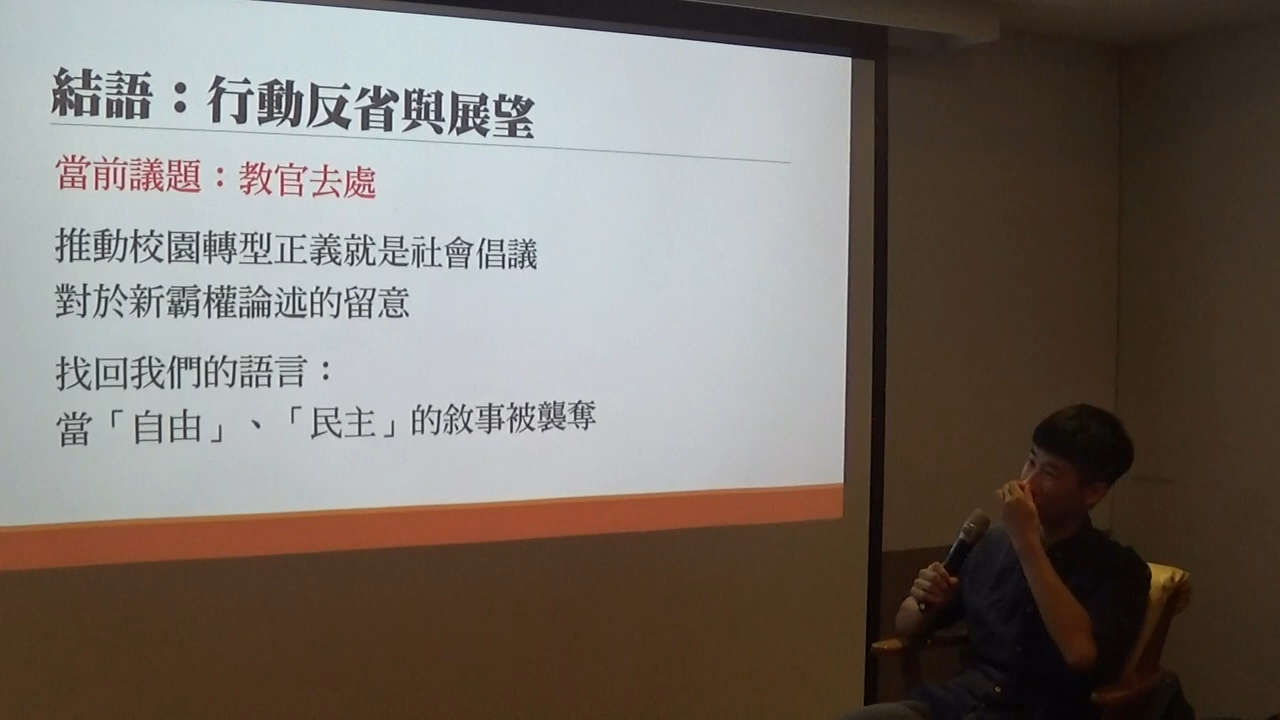 結語：行動反省與展望
當前議題：教官去處
推動校園轉型正義就是社會倡議
對於新霸權論述的留意
找回我們的語言：
當「自由」、「民主」的敘事被襲奪